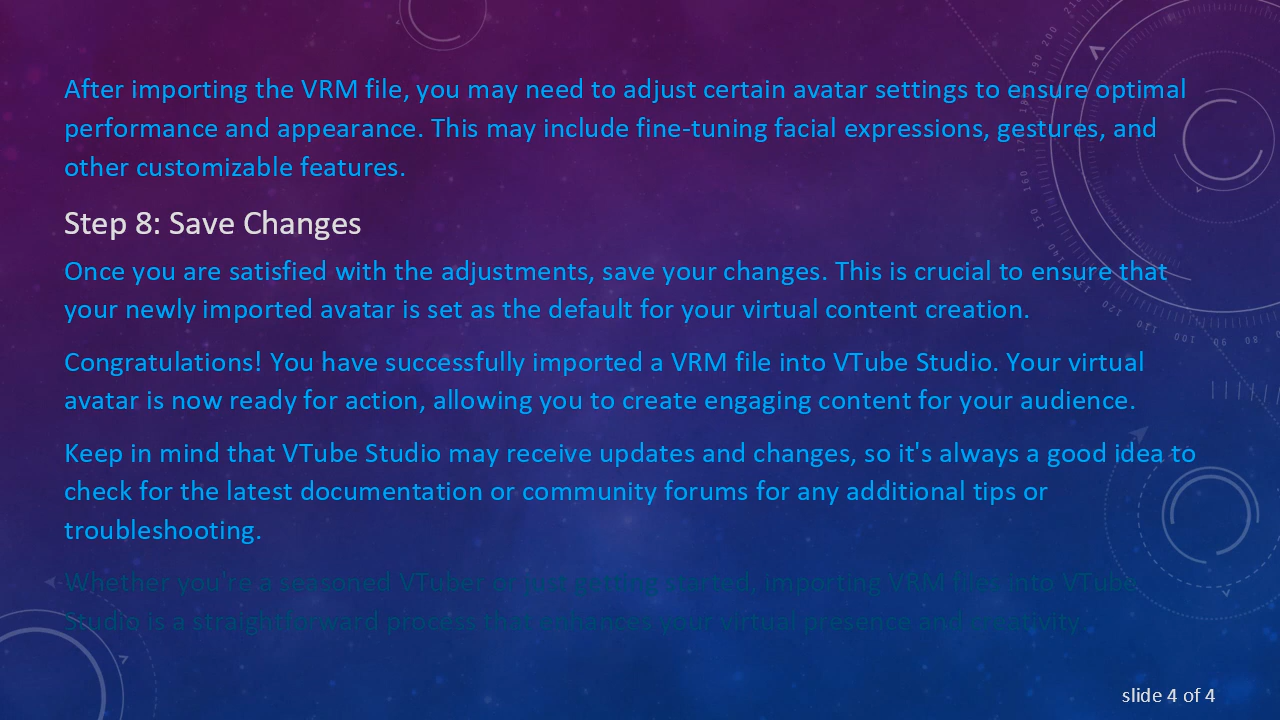 After importing the VRM file, you may need to adjust certain avatar settings to ensure optimal
performance and appearance. This may include fine-tuning facial expressions, gestures, and
other customizable features.
Step 8: Save Changes
Once you are satisfied with the adjustments, save your changes. This is crucial to ensure that
your newly imported avatar is set as the default for your virtual content creation.
Congratulations! You have successfully imported a VRM file into VTube Studio. Your virtual
avatar is now ready for action, allowing you to create engaging content for your audience.
Keep in mind that VTube Studio may receive updates and changes, so it's always a good idea to
check for the latest documentation or community forums for any additional tips or
troubleshooting.
Whether you're a seasoned VTuber or just getting started, importing VRM files into VTube
Studio is a straightforward process that enhances your virtual presence and creativity.
slide 4 of 4